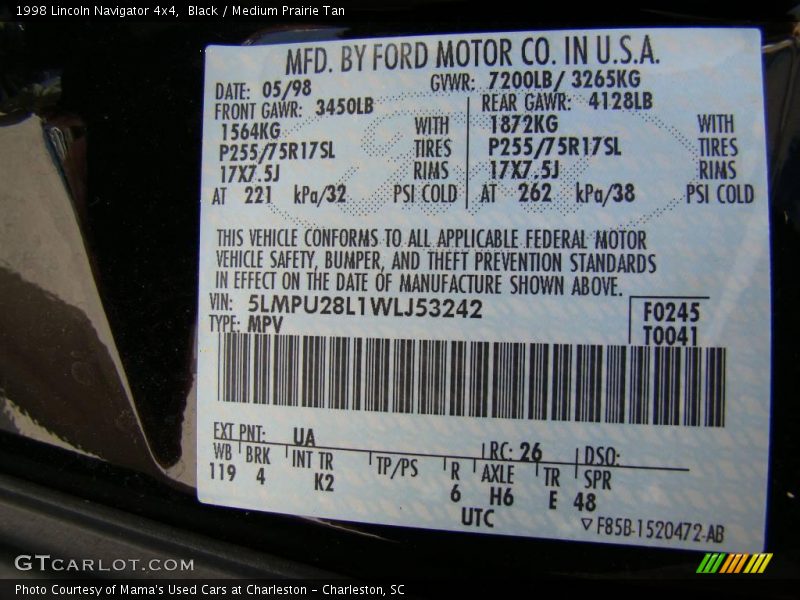 1998 Lincoln Navigator 4x4,  Black / Medium Prairie Tan
MFD. BY FORD MOTOR CO. IN U.S.A.
DATE: 05/98 GVWR: 7200LB/ 3265KG
FRONT GAWR: 3450LB REAR GAWR: 4128LB
1564KG WITH 1872KG WITH
P255/75R17SL TIRES P255/75R17SL TIRES
17X7.5J RIMS 17X7.5J RIMS
AT 221 kPa/32 PSI COLD AT 262 kPa/38 PSI COLD
THIS VEHICLE CONFORMS TO ALL APPLICABLE FEDERAL MOTOR
VEHICLE SAFETY, BUMPER, AND THEFT PREVENTION STANDARDS
IN EFFECT ON THE DATE OF MANUFACTURE SHOWN ABOVE.
VIN: 5LMPU28L1WLJ53242 F0245
TYPE: MPV T0041
EXT PNT: UA RC: 26 DSO:
WB BRK INT TR TP/PS R AXLE TR SPR
119 4 K2 6 H6 E 48
UTC ▽F85B-1520472-AB
GTCARLOT.COM
Photo Courtesy of Mama's Used Cars at Charleston - Charleston, SC